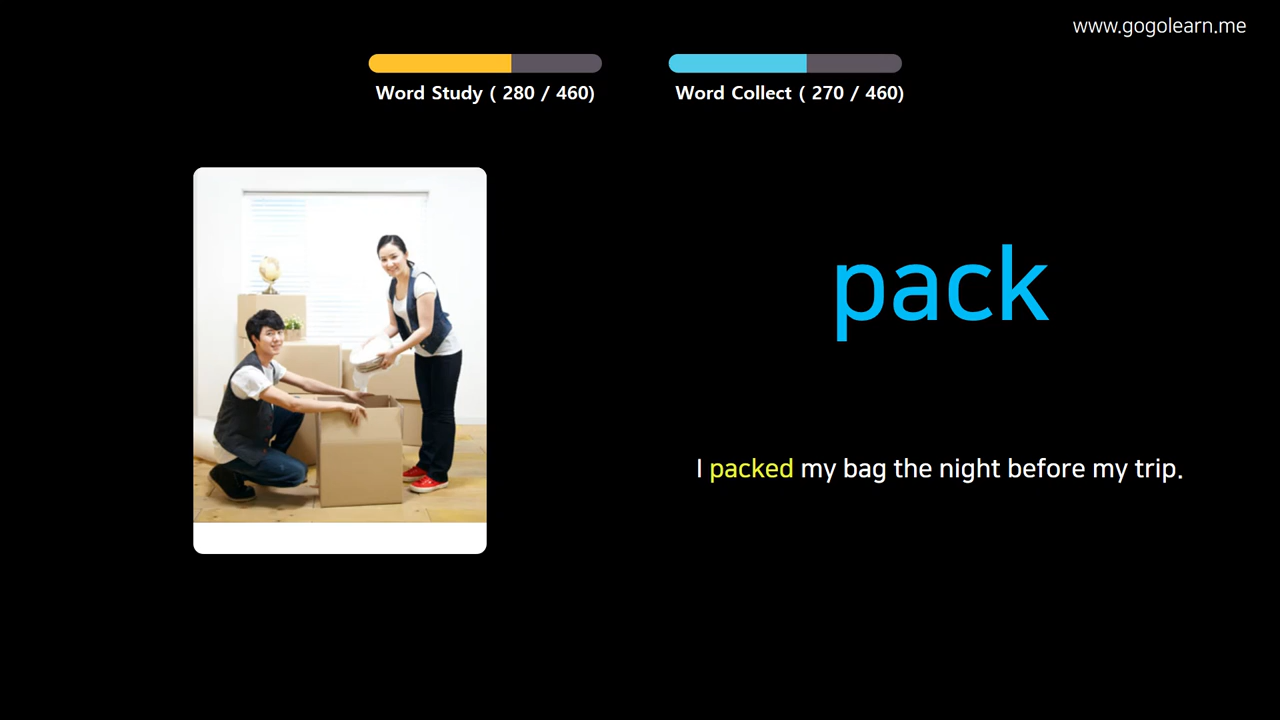 www.gogolearn.me
Word Study ( 280 / 460)
Word Collect ( 270 / 460)
pack
I packed my bag the night before my trip.